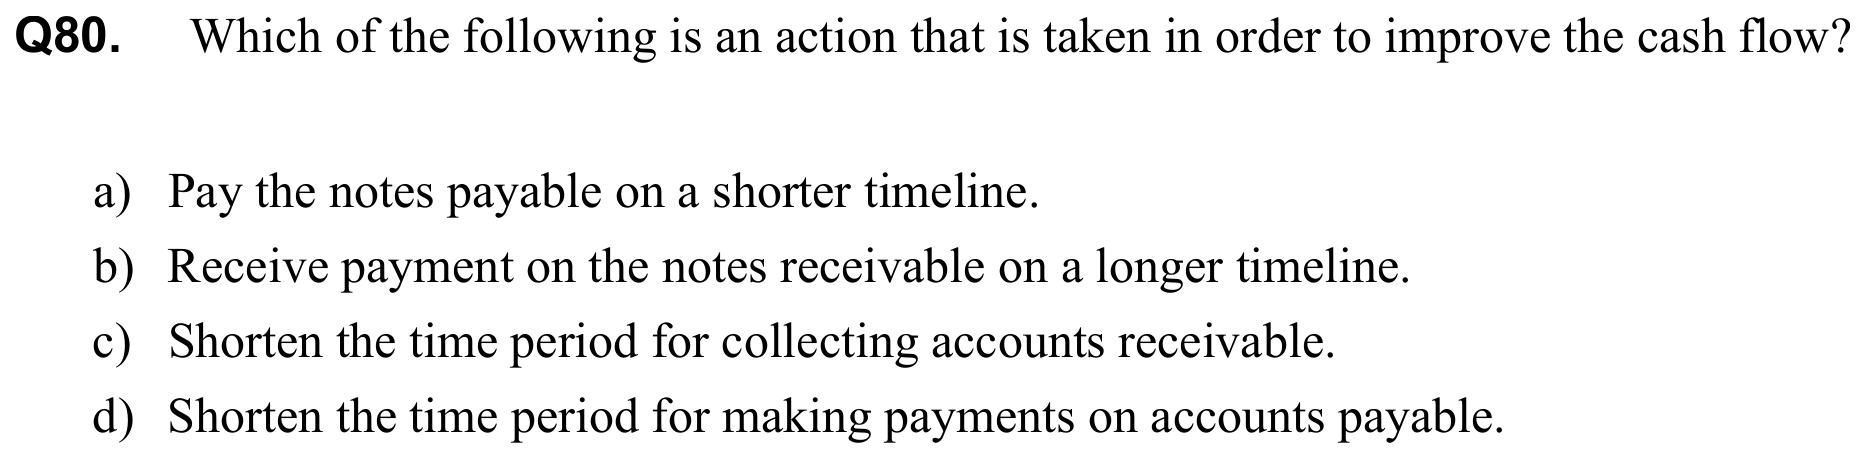 Q80. Which of the following is an action that is taken in order to improve the cash flow?
a) Pay the notes payable on a shorter timeline.
b) Receive payment on the notes receivable on a longer timeline.
c) Shorten the time period for collecting accounts receivable.
d) Shorten the time period for making payments on accounts payable.